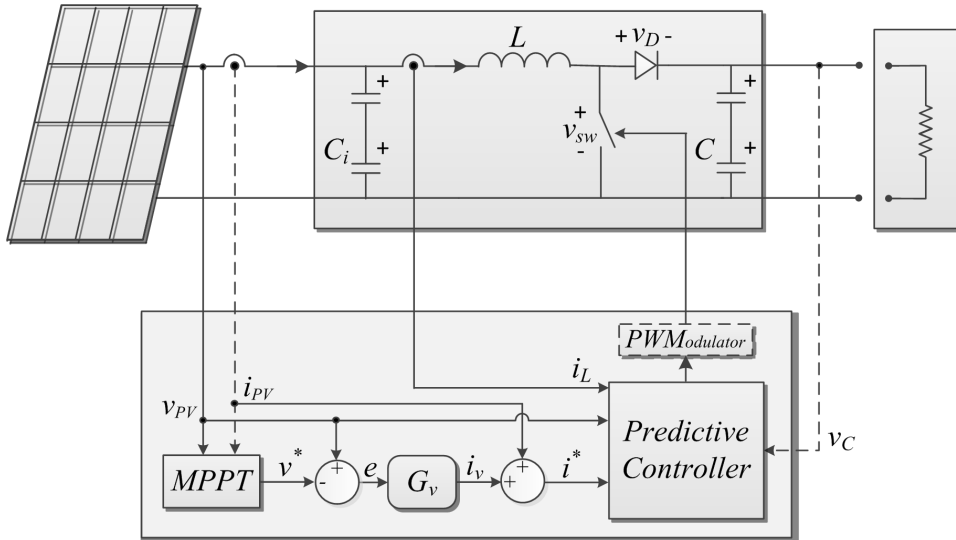 + v_D -
L
+
+
C_i
+
v_sw
-
+
C
+
PWModulator
i_L
i_PV
v_PV
Predictive
Controller
v_C
MPPT
v*
+
-
e
G_v
i_v
+
+
i*